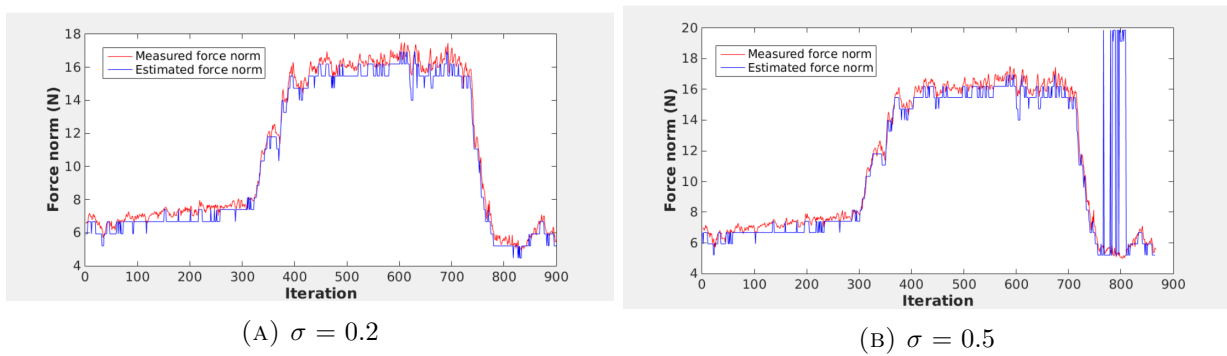 18
16
14
12
10
8
6
4
Force norm (N)
Measured force norm
Estimated force norm
0 100 200 300 400 500 600 700 800 900
Iteration
(A) σ = 0.2
20
18
16
14
12
10
8
6
4
Force norm (N)
Measured force norm
Estimated force norm
0 100 200 300 400 500 600 700 800 900
Iteration
(B) σ = 0.5